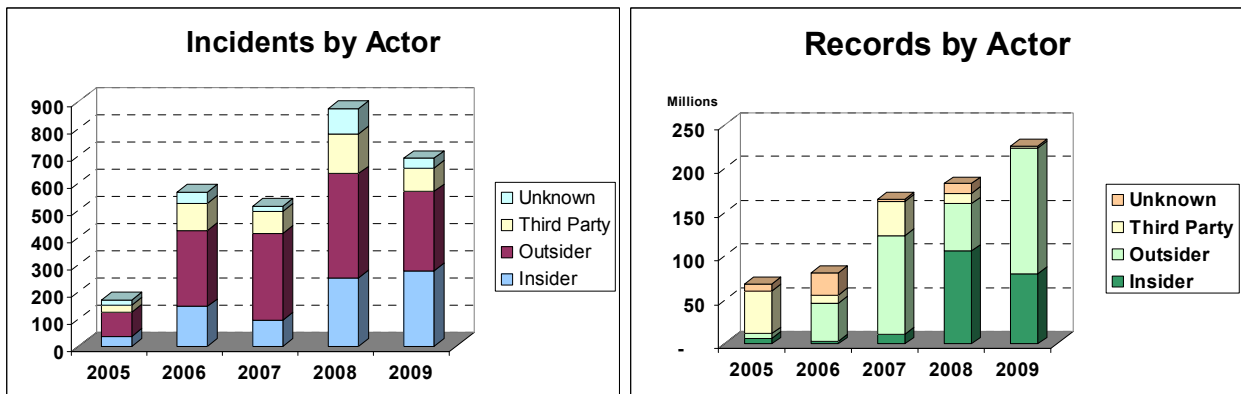 Incidents by Actor
900
800
700
600
500
400
300
200
100
0
2005 2006 2007 2008 2009
Unknown
Third Party
Outsider
Insider
Records by Actor
Millions
250
200
150
100
50
-
2005 2006 2007 2008 2009
Unknown
Third Party
Outsider
Insider